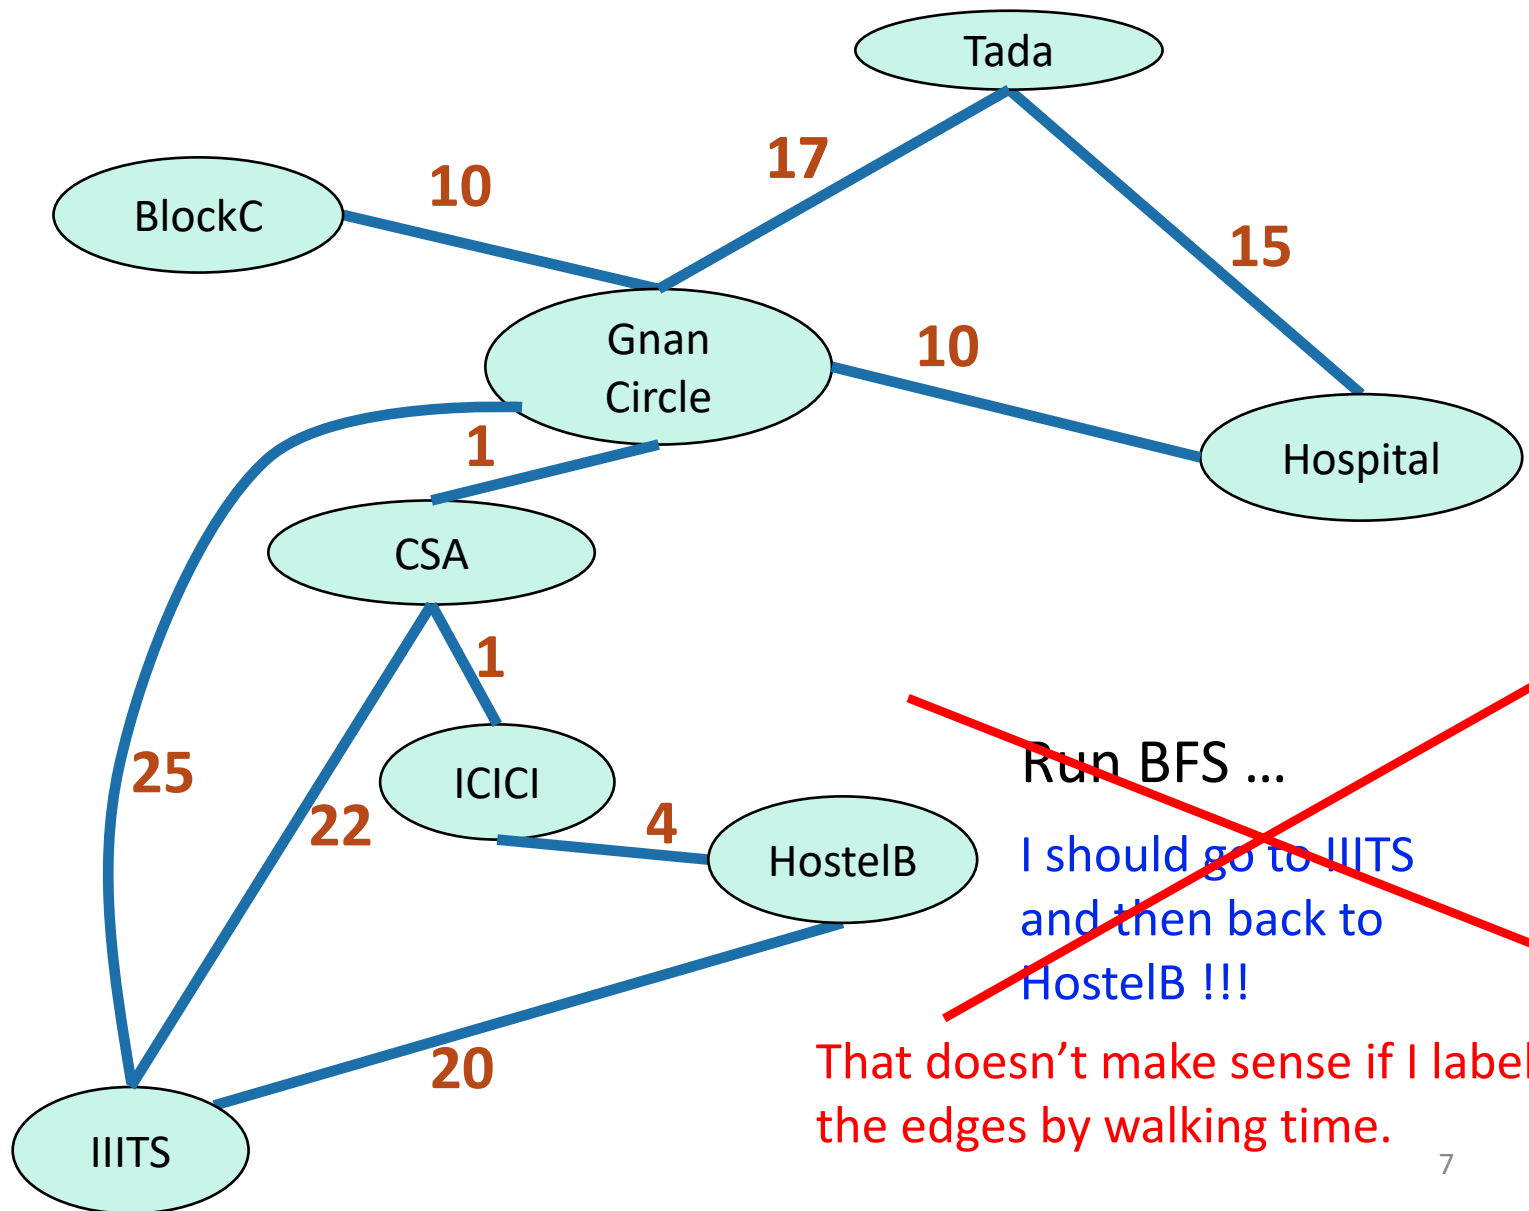 Tada
17
10
BlockC
15
Gnan
Circle
10
1
Hospital
CSA
1
25
22
ICICI
4
HostelB
20
IIITS
Run BFS ...
I should go to IIITS
and then back to
HostelB !!!
That doesn’t make sense if I label
the edges by walking time.
7